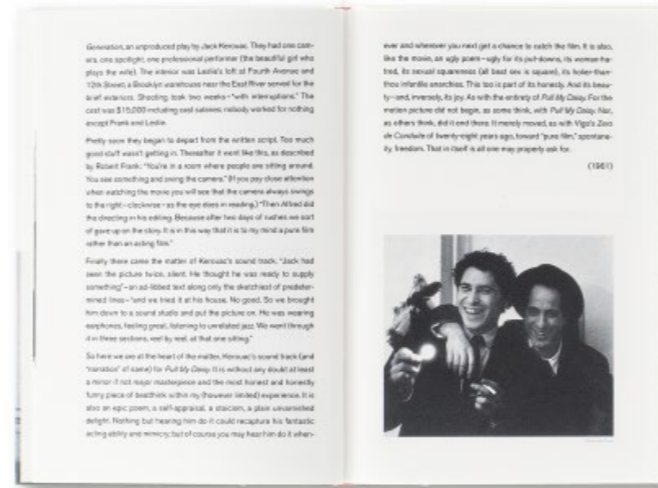 Generation, an unproduced play by Jack Kerouac. They had one cam-
era, one spotlight, one professional performer (the beautiful girl who
plays the wife). The interior was Leslie's loft at Fourth Avenue and
12th Street; a Brooklyn warehouse near the East River served for the
brief exteriors. Shooting took two weeks–"with interruptions." The
cost was $15,000 including cast salaries; nobody worked for nothing
except Frank and Leslie.
Pretty soon they began to depart from the written script. Too much
good stuff wasn't getting in. Thereafter it went like this, as described
by Robert Frank: "You're in a room where people are sitting around.
You see something and swing the camera." (If you pay close attention
when watching the movie you will see that the camera always swings
to the right–clockwise–as the eye does in reading.) "Then Alfred did
the directing in his editing. Because after two days of rushes we sort
of gave up on the story. It is in this way that it is to my mind a pure film
rather than an acting film."
Finally there came the matter of Kerouac's sound track. "Jack had
seen the picture twice, silent. He thought he was ready to supply
something"–an ad-libbed text along only the sketchiest of predeter-
mined lines–"and we tried it at his house. No good. So we brought
him down to a sound studio and put the picture on. He was wearing
earphones, feeling great, listening to unrelated jazz. We went through
it in three sections, reel by reel, at that one sitting."
So here we are at the heart of the matter, Kerouac's sound track (and
"narration" of same) for Pull My Daisy. It is without any doubt at least
a minor if not major masterpiece and the most honest and honestly
funny piece of beatthink within my (however limited) experience. It is
also an epic poem, a self-appraisal, a stoicism, a plain unvarnished
delight. Nothing but hearing him do it could recapture his fantastic
acting ability and mimicry; but of course you may hear him do it when-
ever and wherever you next get a chance to catch the film. It is also,
like the movie, an ugly poem–ugly for its put-downs, its woman-ha-
tred, its sexual squareness (all beat sex is square), its holier-than-
thou infantile anarchies. This too is part of its honesty. And its beau-
ty–and, inversely, its joy. As with the entirety of Pull My Daisy. For the
motion picture did not begin, as some think, with Pull My Daisy. Nor,
as others think, did it end there. It merely moved, as with Vigo's Zero
de Conduite of twenty-eight years ago, toward "pure film," spontane-
ity, freedom. That in itself is all one may properly ask for.
(1961)